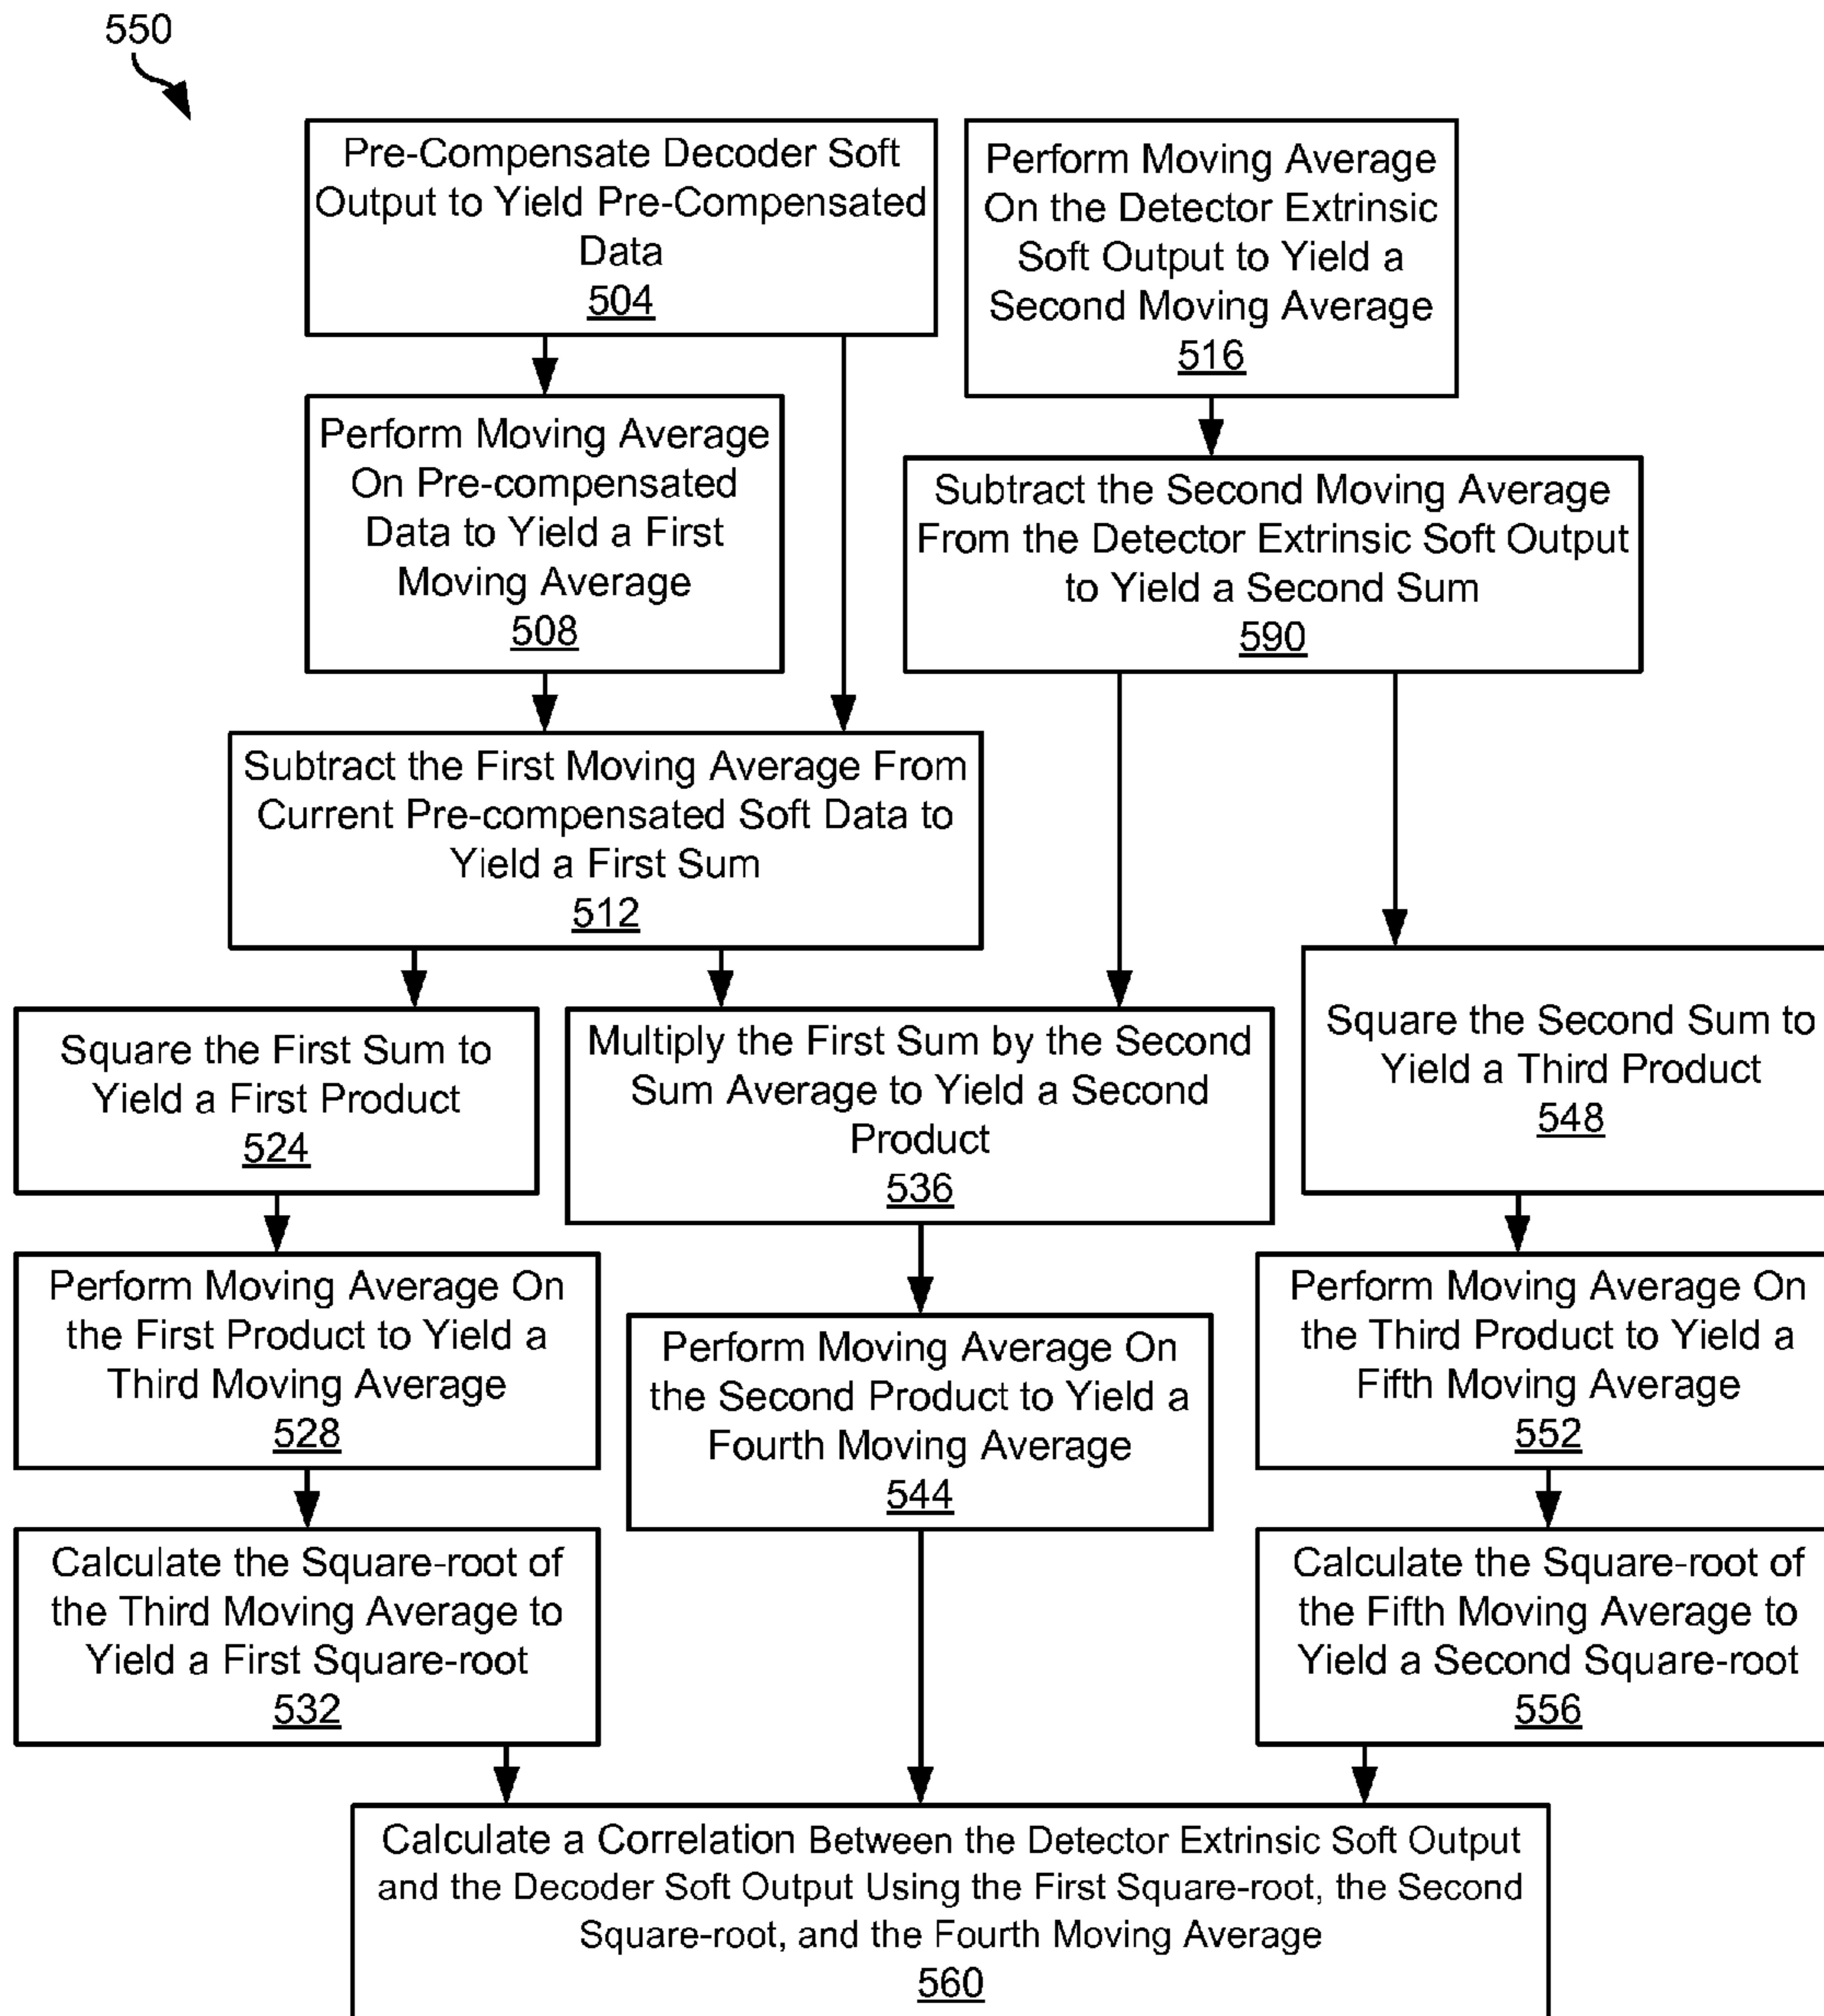 550
Pre-Compensate Decoder Soft
Output to Yield Pre-Compensated
Data
504
Perform Moving Average
On the Detector Extrinsic
Soft Output to Yield a
Second Moving Average
516
Perform Moving Average
On Pre-compensated
Data to Yield a First
Moving Average
508
Subtract the Second Moving Average
From the Detector Extrinsic Soft Output
to Yield a Second Sum
590
Subtract the First Moving Average From
Current Pre-compensated Soft Data to
Yield a First Sum
512
Square the First Sum to
Yield a First Product
524
Multiply the First Sum by the Second
Sum Average to Yield a Second
Product
536
Square the Second Sum to
Yield a Third Product
548
Perform Moving Average On
the First Product to Yield a
Third Moving Average
528
Perform Moving Average On
the Second Product to Yield a
Fourth Moving Average
544
Perform Moving Average On
the Third Product to Yield a
Fifth Moving Average
552
Calculate the Square-root of
the Third Moving Average to
Yield a First Square-root
532
Calculate the Square-root of
the Fifth Moving Average to
Yield a Second Square-root
556
Calculate a Correlation Between the Detector Extrinsic Soft Output
and the Decoder Soft Output Using the First Square-root, the Second
Square-root, and the Fourth Moving Average
560